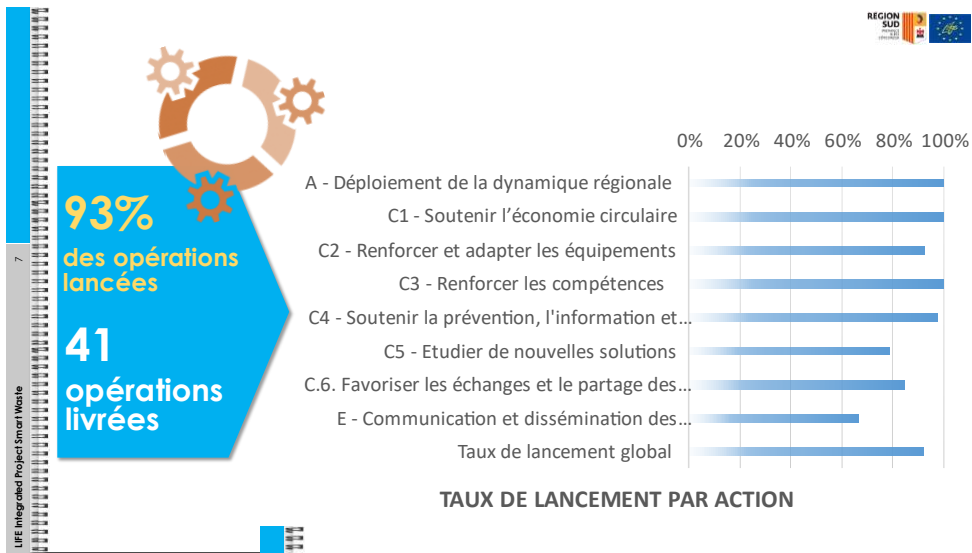 REGION
SUD
93%
des opérations
lancées
41
opérations
livrées
0% 20% 40% 60% 80% 100%
A - Déploiement de la dynamique régionale
C1 - Soutenir l’économie circulaire
C2 - Renforcer et adapter les équipements
C3 - Renforcer les compétences
C4 - Soutenir la prévention, l'information et...
C5 - Etudier de nouvelles solutions
C.6. Favoriser les échanges et le partage des...
E - Communication et dissémination des...
Taux de lancement global
TAUX DE LANCEMENT PAR ACTION
7
LIFE Integrated Project Smart Waste